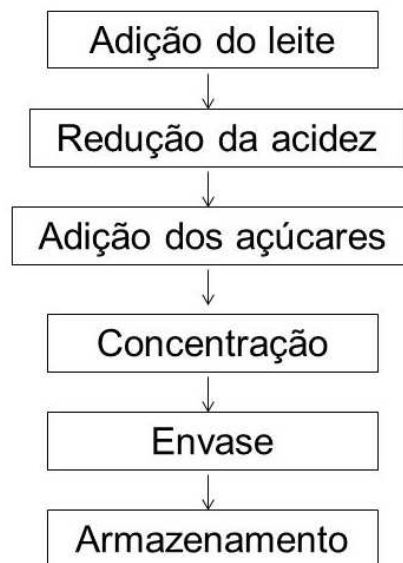 Adição do leite
Redução da acidez
Adição dos açúcares
Concentração
Envase
Armazenamento